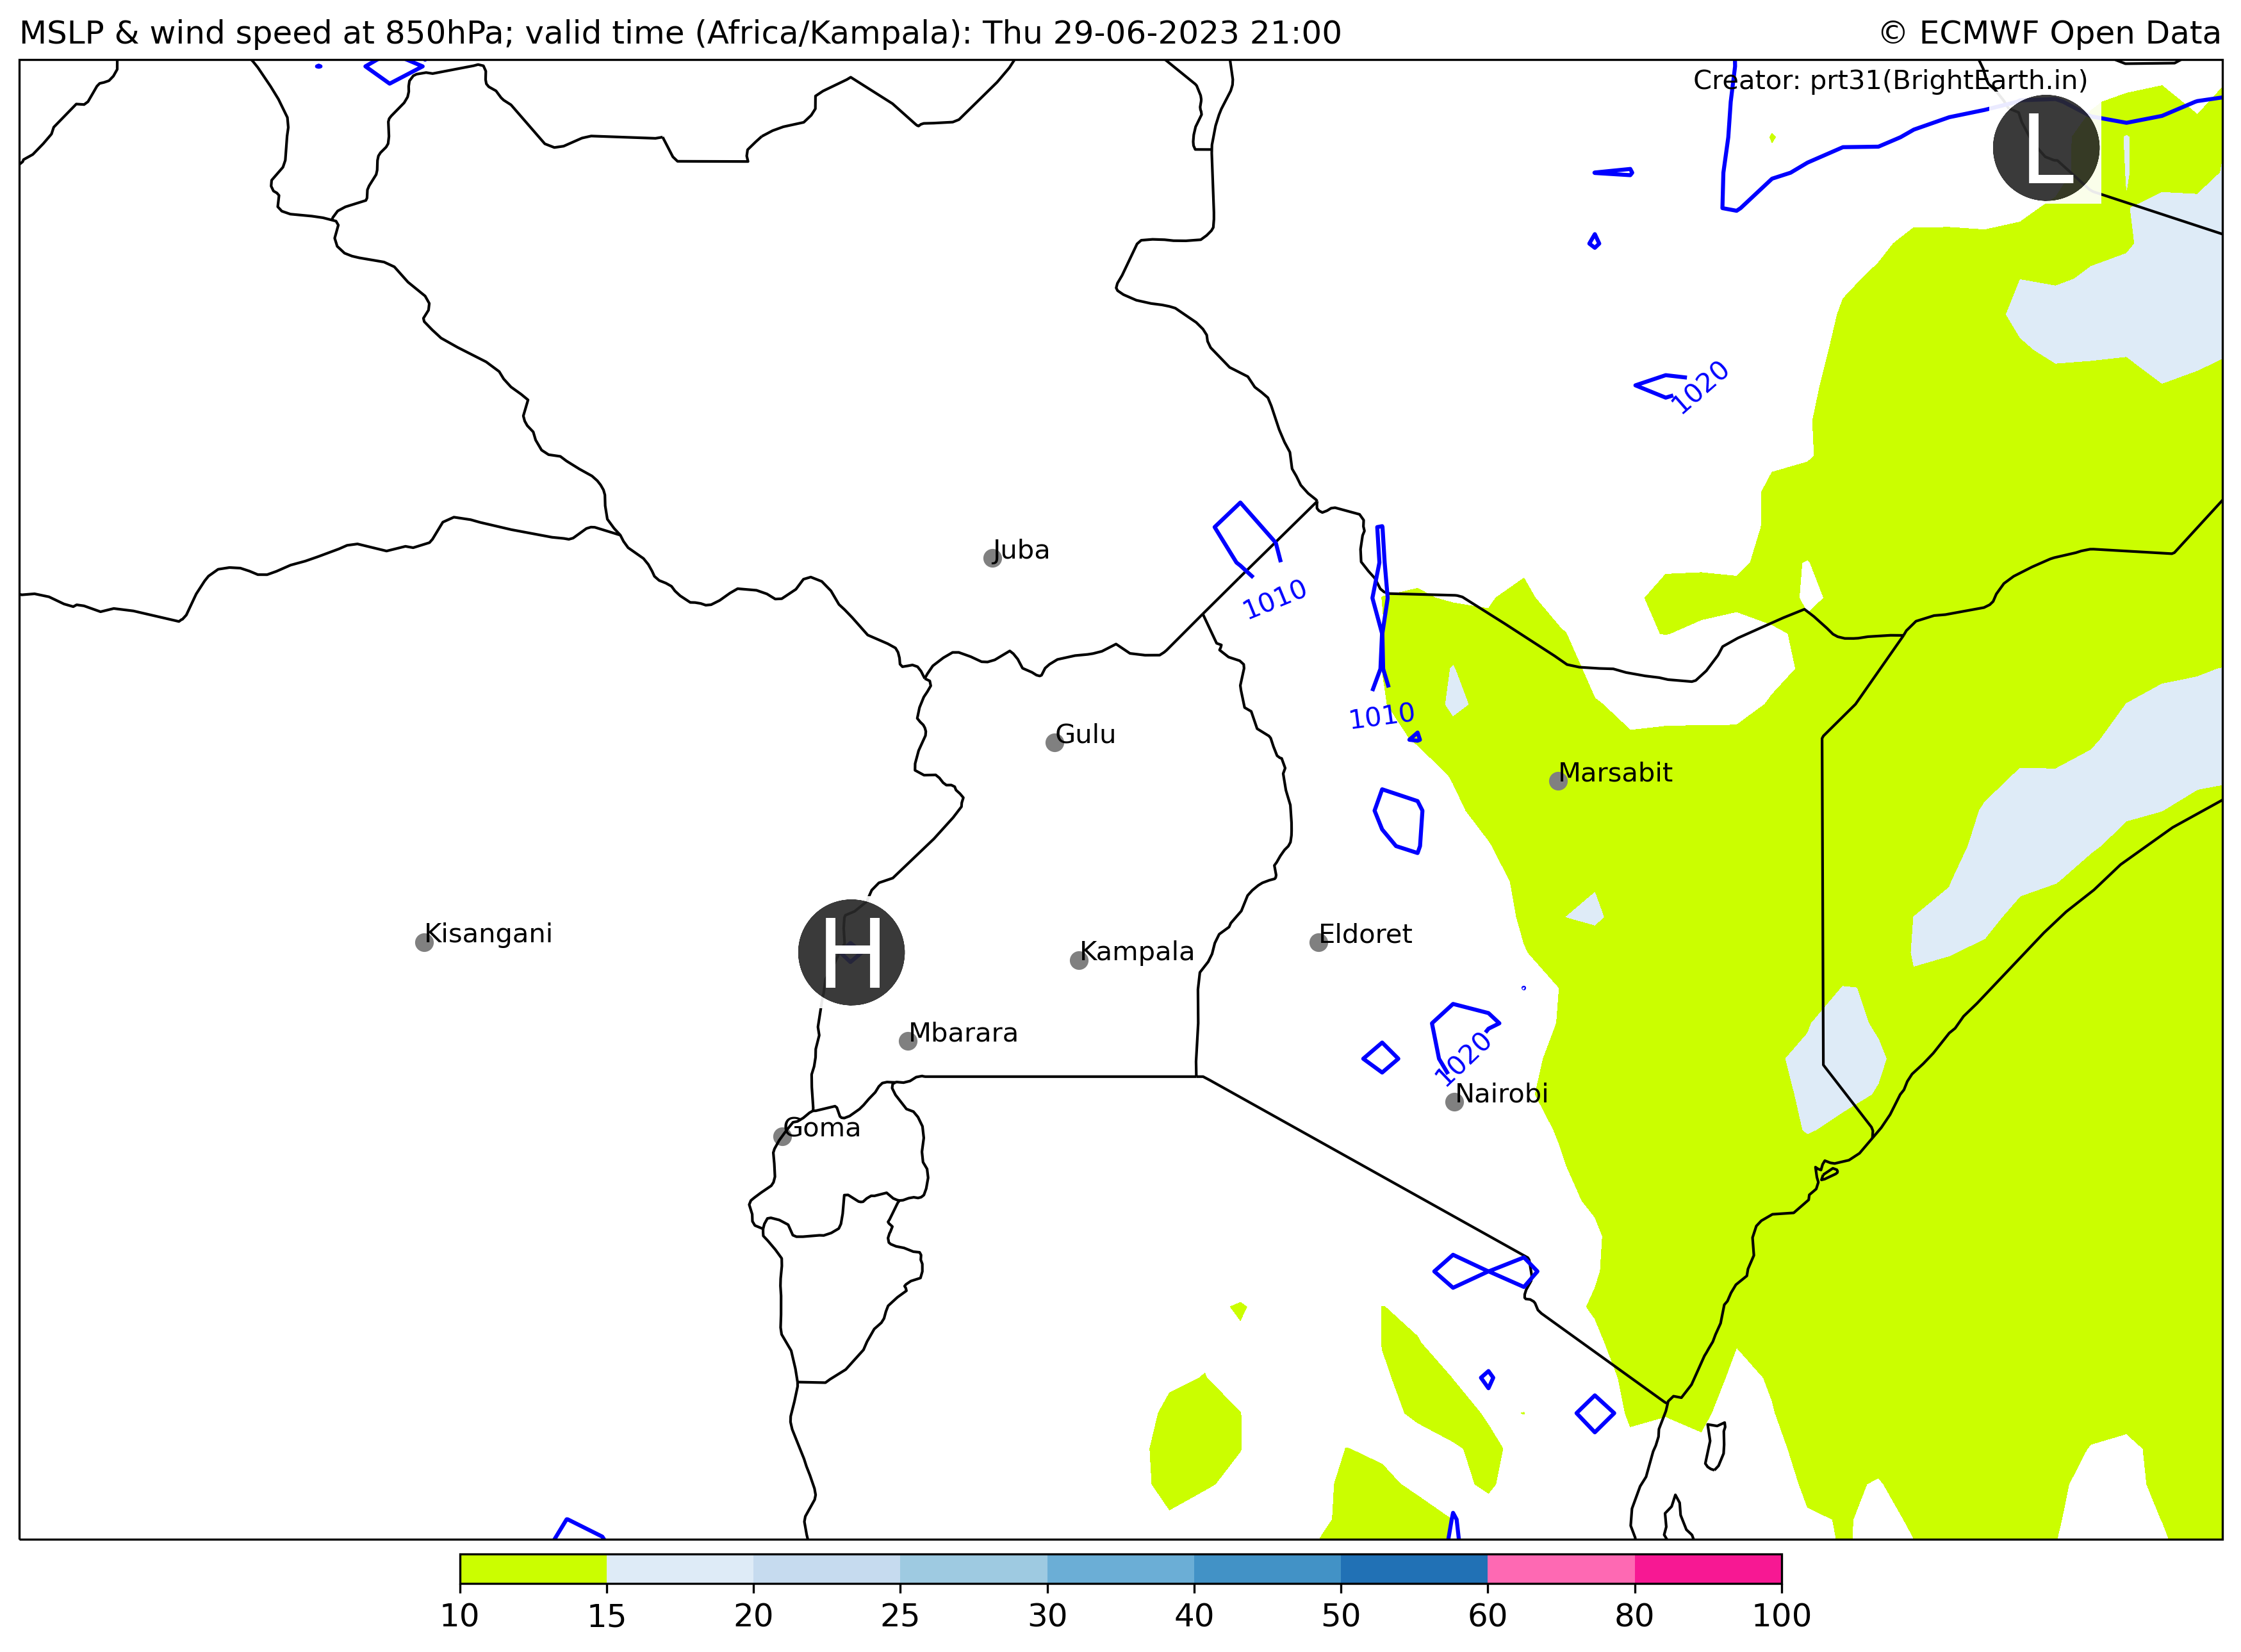 MSLP & wind speed at 850hPa; valid time (Africa/Kampala): Thu 29-06-2023 21:00
© ECMWF Open Data
Creator: prt31(BrightEarth.in)
L
1020
Juba
1010
1010
Gulu
Marsabit
Kisangani
H
Kampala
Eldoret
Mbarara
1020
Nairobi
Goma
10 15 20 25 30 40 50 60 80 100